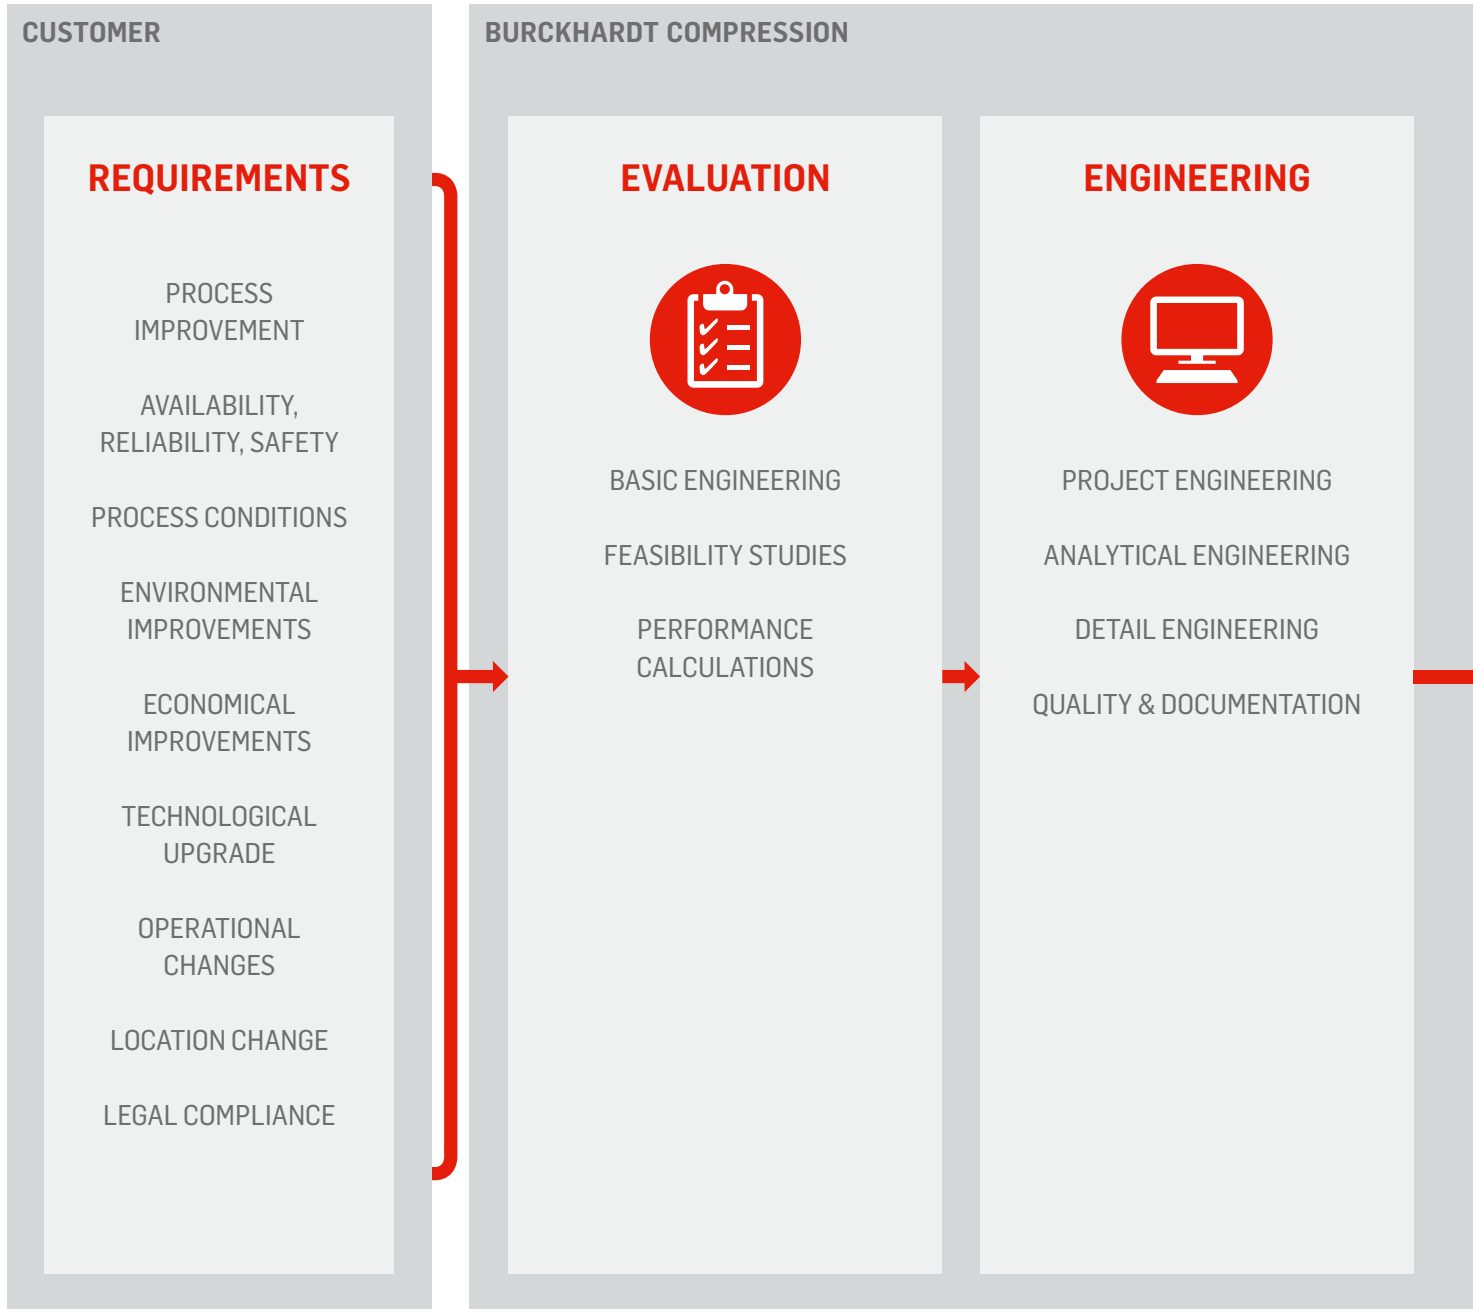 CUSTOMER
REQUIREMENTS
PROCESS
IMPROVEMENT
AVAILABILITY,
RELIABILITY, SAFETY
PROCESS CONDITIONS
ENVIRONMENTAL
IMPROVEMENTS
ECONOMICAL
IMPROVEMENTS
TECHNOLOGICAL
UPGRADE
OPERATIONAL
CHANGES
LOCATION CHANGE
LEGAL COMPLIANCE
BURCKHARDT COMPRESSION
EVALUATION
BASIC ENGINEERING
FEASIBILITY STUDIES
PERFORMANCE
CALCULATIONS
ENGINEERING
PROJECT ENGINEERING
ANALYTICAL ENGINEERING
DETAIL ENGINEERING
QUALITY & DOCUMENTATION